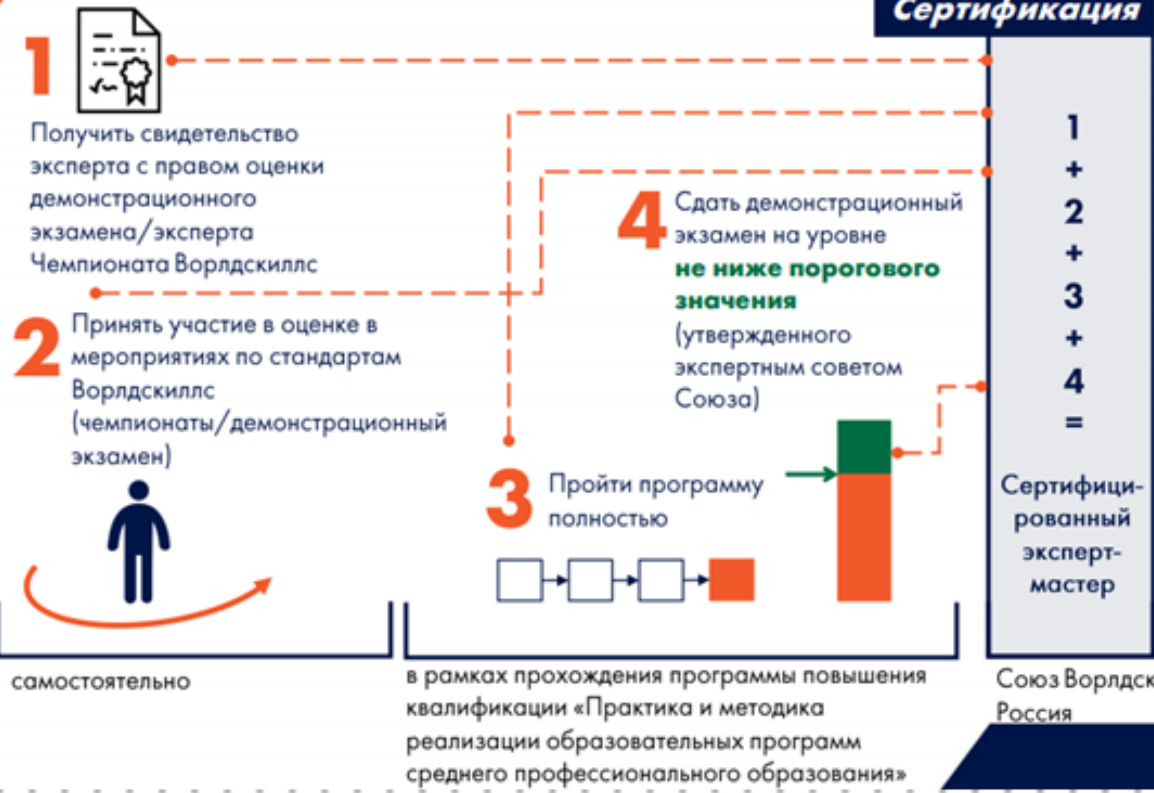 Сертификация
1
Получить свидетельство
эксперта с правом оценки
демонстрационного
экзамена/эксперта
Чемпионата Ворлдскиллс
2
Принять участие в оценке в
мероприятиях по стандартам
Ворлдскиллс
(чемпионаты/демонстрационный
экзамен)
самостоятельно
3
Пройти программу
полностью
4
Сдать демонстрационный
экзамен на уровне
не ниже порогового
значения
(утвержденного
экспертным советом
Союза)
в рамках прохождения программы повышения
квалификации «Практика и методика
реализации образовательных программ
среднего профессионального образования»
1
+
2
+
3
+
4
=
Сертифици-
рованный
эксперт-
мастер
Союз Ворлдск
Россия